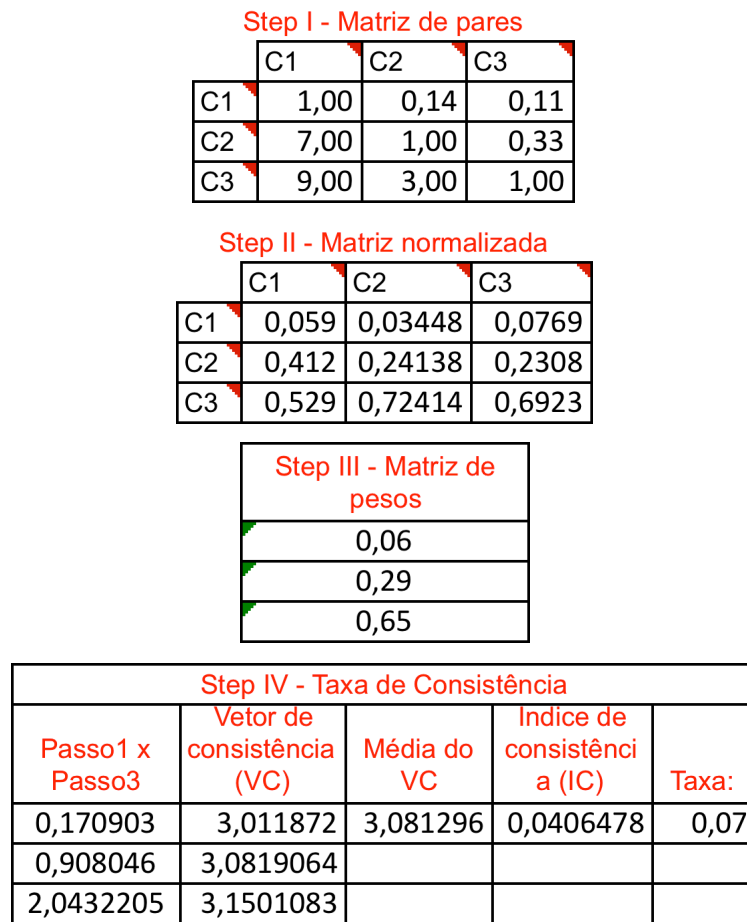 Step I - Matriz de pares
C1 C2 C3
C1 1,00 0,14 0,11
C2 7,00 1,00 0,33
C3 9,00 3,00 1,00
Step II - Matriz normalizada
C1 C2 C3
C1 0,059 0,03448 0,0769
C2 0,412 0,24138 0,2308
C3 0,529 0,72414 0,6923
Step III - Matriz de
pesos
0,06
0,29
0,65
Step IV - Taxa de Consistência
Passo1 x
Passo3
Vetor de
consistência
(VC)
Média do
VC
Indice de
consistênci
a (IC)
Taxa:
0,170903 3,011872 3,081296 0,0406478 0,07
0,908046 3,0819064
2,0432205 3,1501083